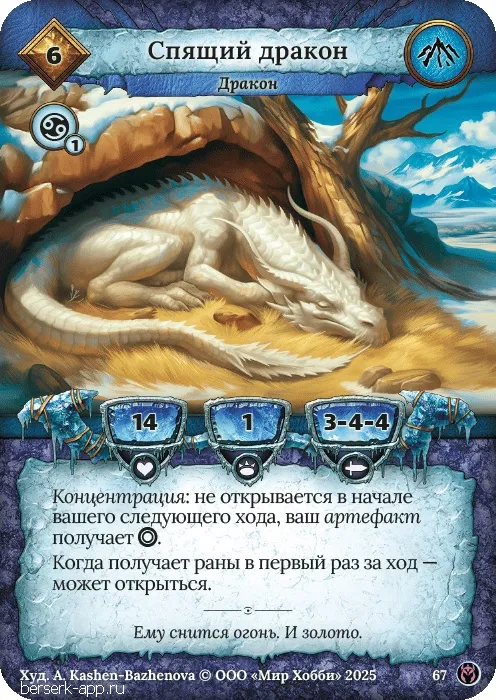 6
Спящий дракон
Дракон
1
14
1
3-4-4
Концентрация: не открывается в начале
вашего следующего хода, ваш артефакт
получает .
Когда получает раны в первый раз за ход —
может открыться.
Ему снится огонь. И золото.
Худ. A. Kashen-Bazhenova © ООО «Мир Хобби» 2025
67
berserk-app.ru